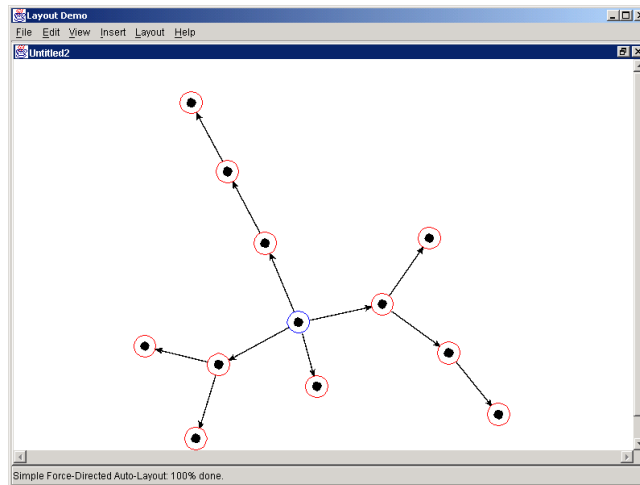 Layout Demo
File Edit View Insert Layout Help
Untitled2
Simple Force-Directed Auto-Layout: 100% done.